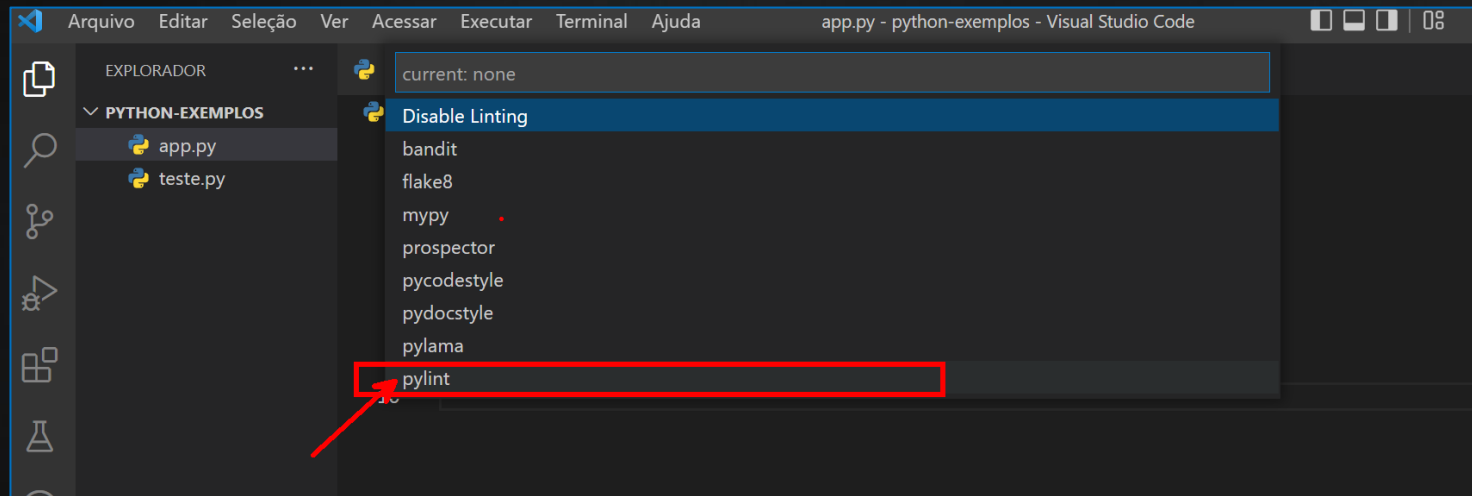 Arquivo Editar Seleção Ver Acessar Executar Terminal Ajuda app.py - python-exemplos - Visual Studio Code
EXPLORADOR ...
current: none
PYTHON-EXEMPLOS
Disable Linting
app.py
bandit
teste.py
flake8
mypy
prospector
pycodestyle
pydocstyle
pylama
pylint